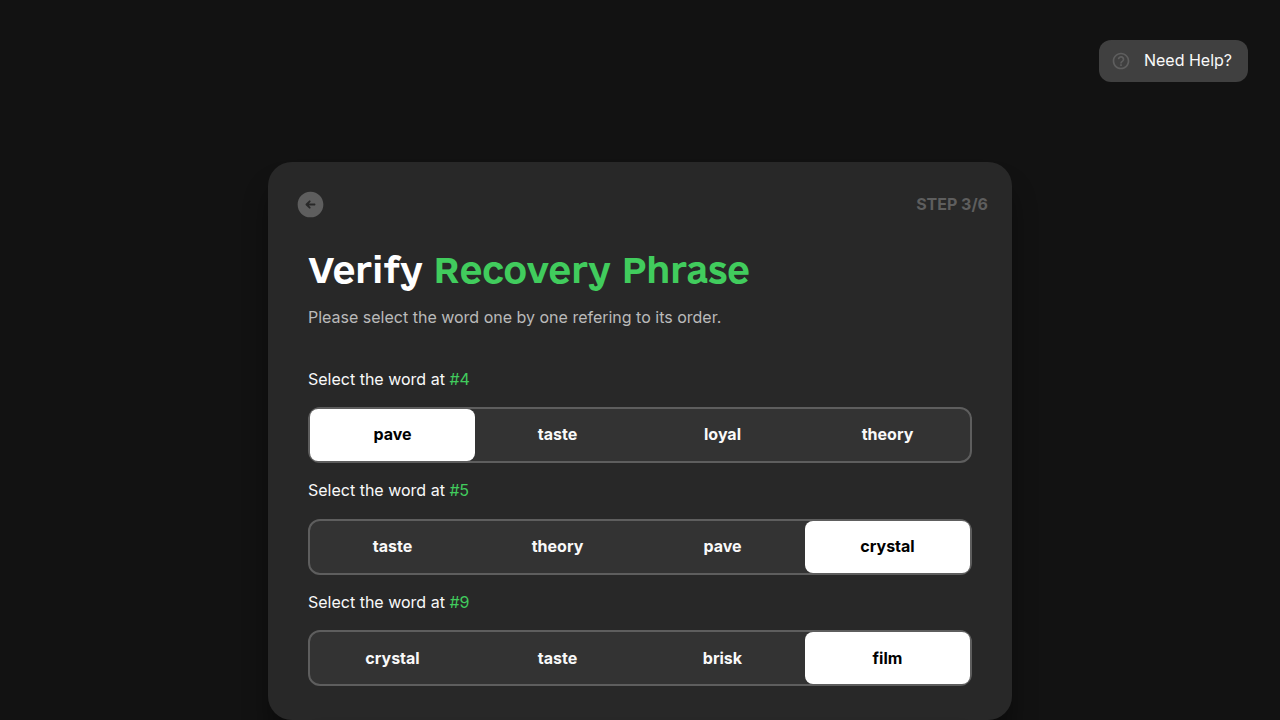 Need Help?
STEP 3/6
Verify Recovery Phrase
Please select the word one by one refering to its order.
Select the word at #4
pave taste loyal theory
Select the word at #5
taste theory pave crystal
Select the word at #9
crystal taste brisk film